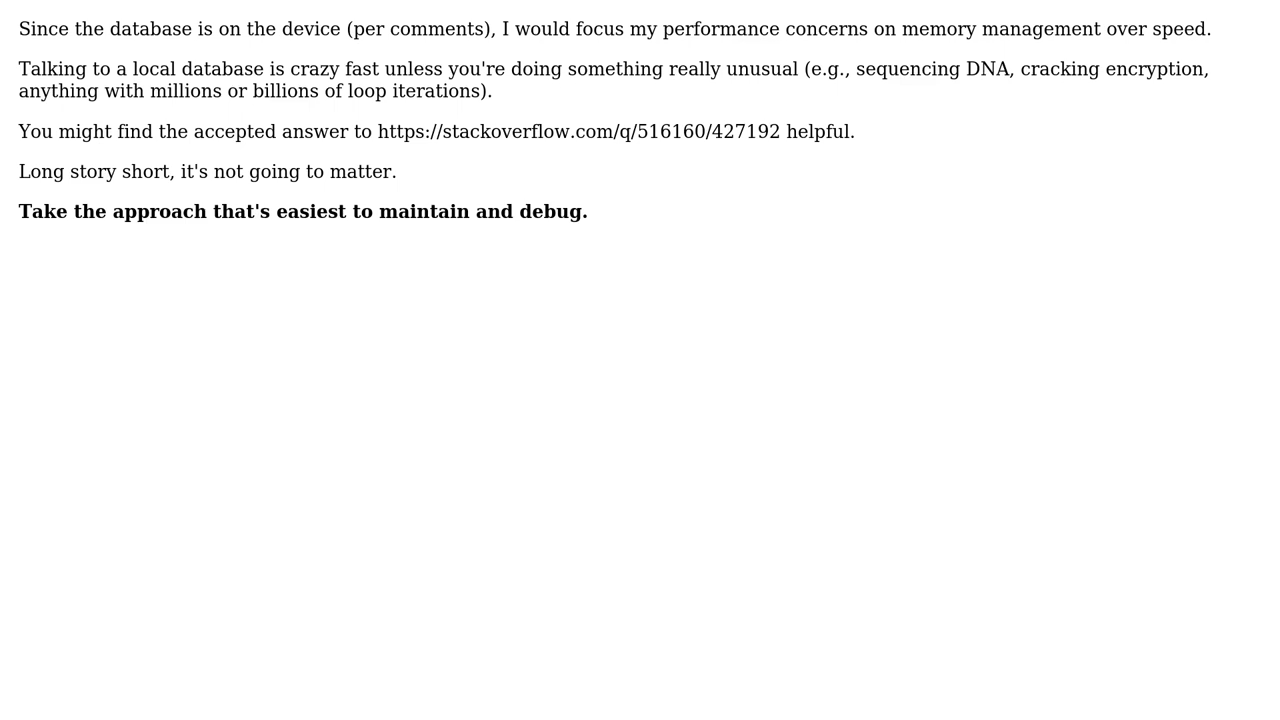 Since the database is on the device (per comments), I would focus my performance concerns on memory management over speed.
Talking to a local database is crazy fast unless you're doing something really unusual (e.g., sequencing DNA, cracking encryption,
anything with millions or billions of loop iterations).
You might find the accepted answer to https://stackoverflow.com/q/516160/427192 helpful.
Long story short, it's not going to matter.
Take the approach that's easiest to maintain and debug.